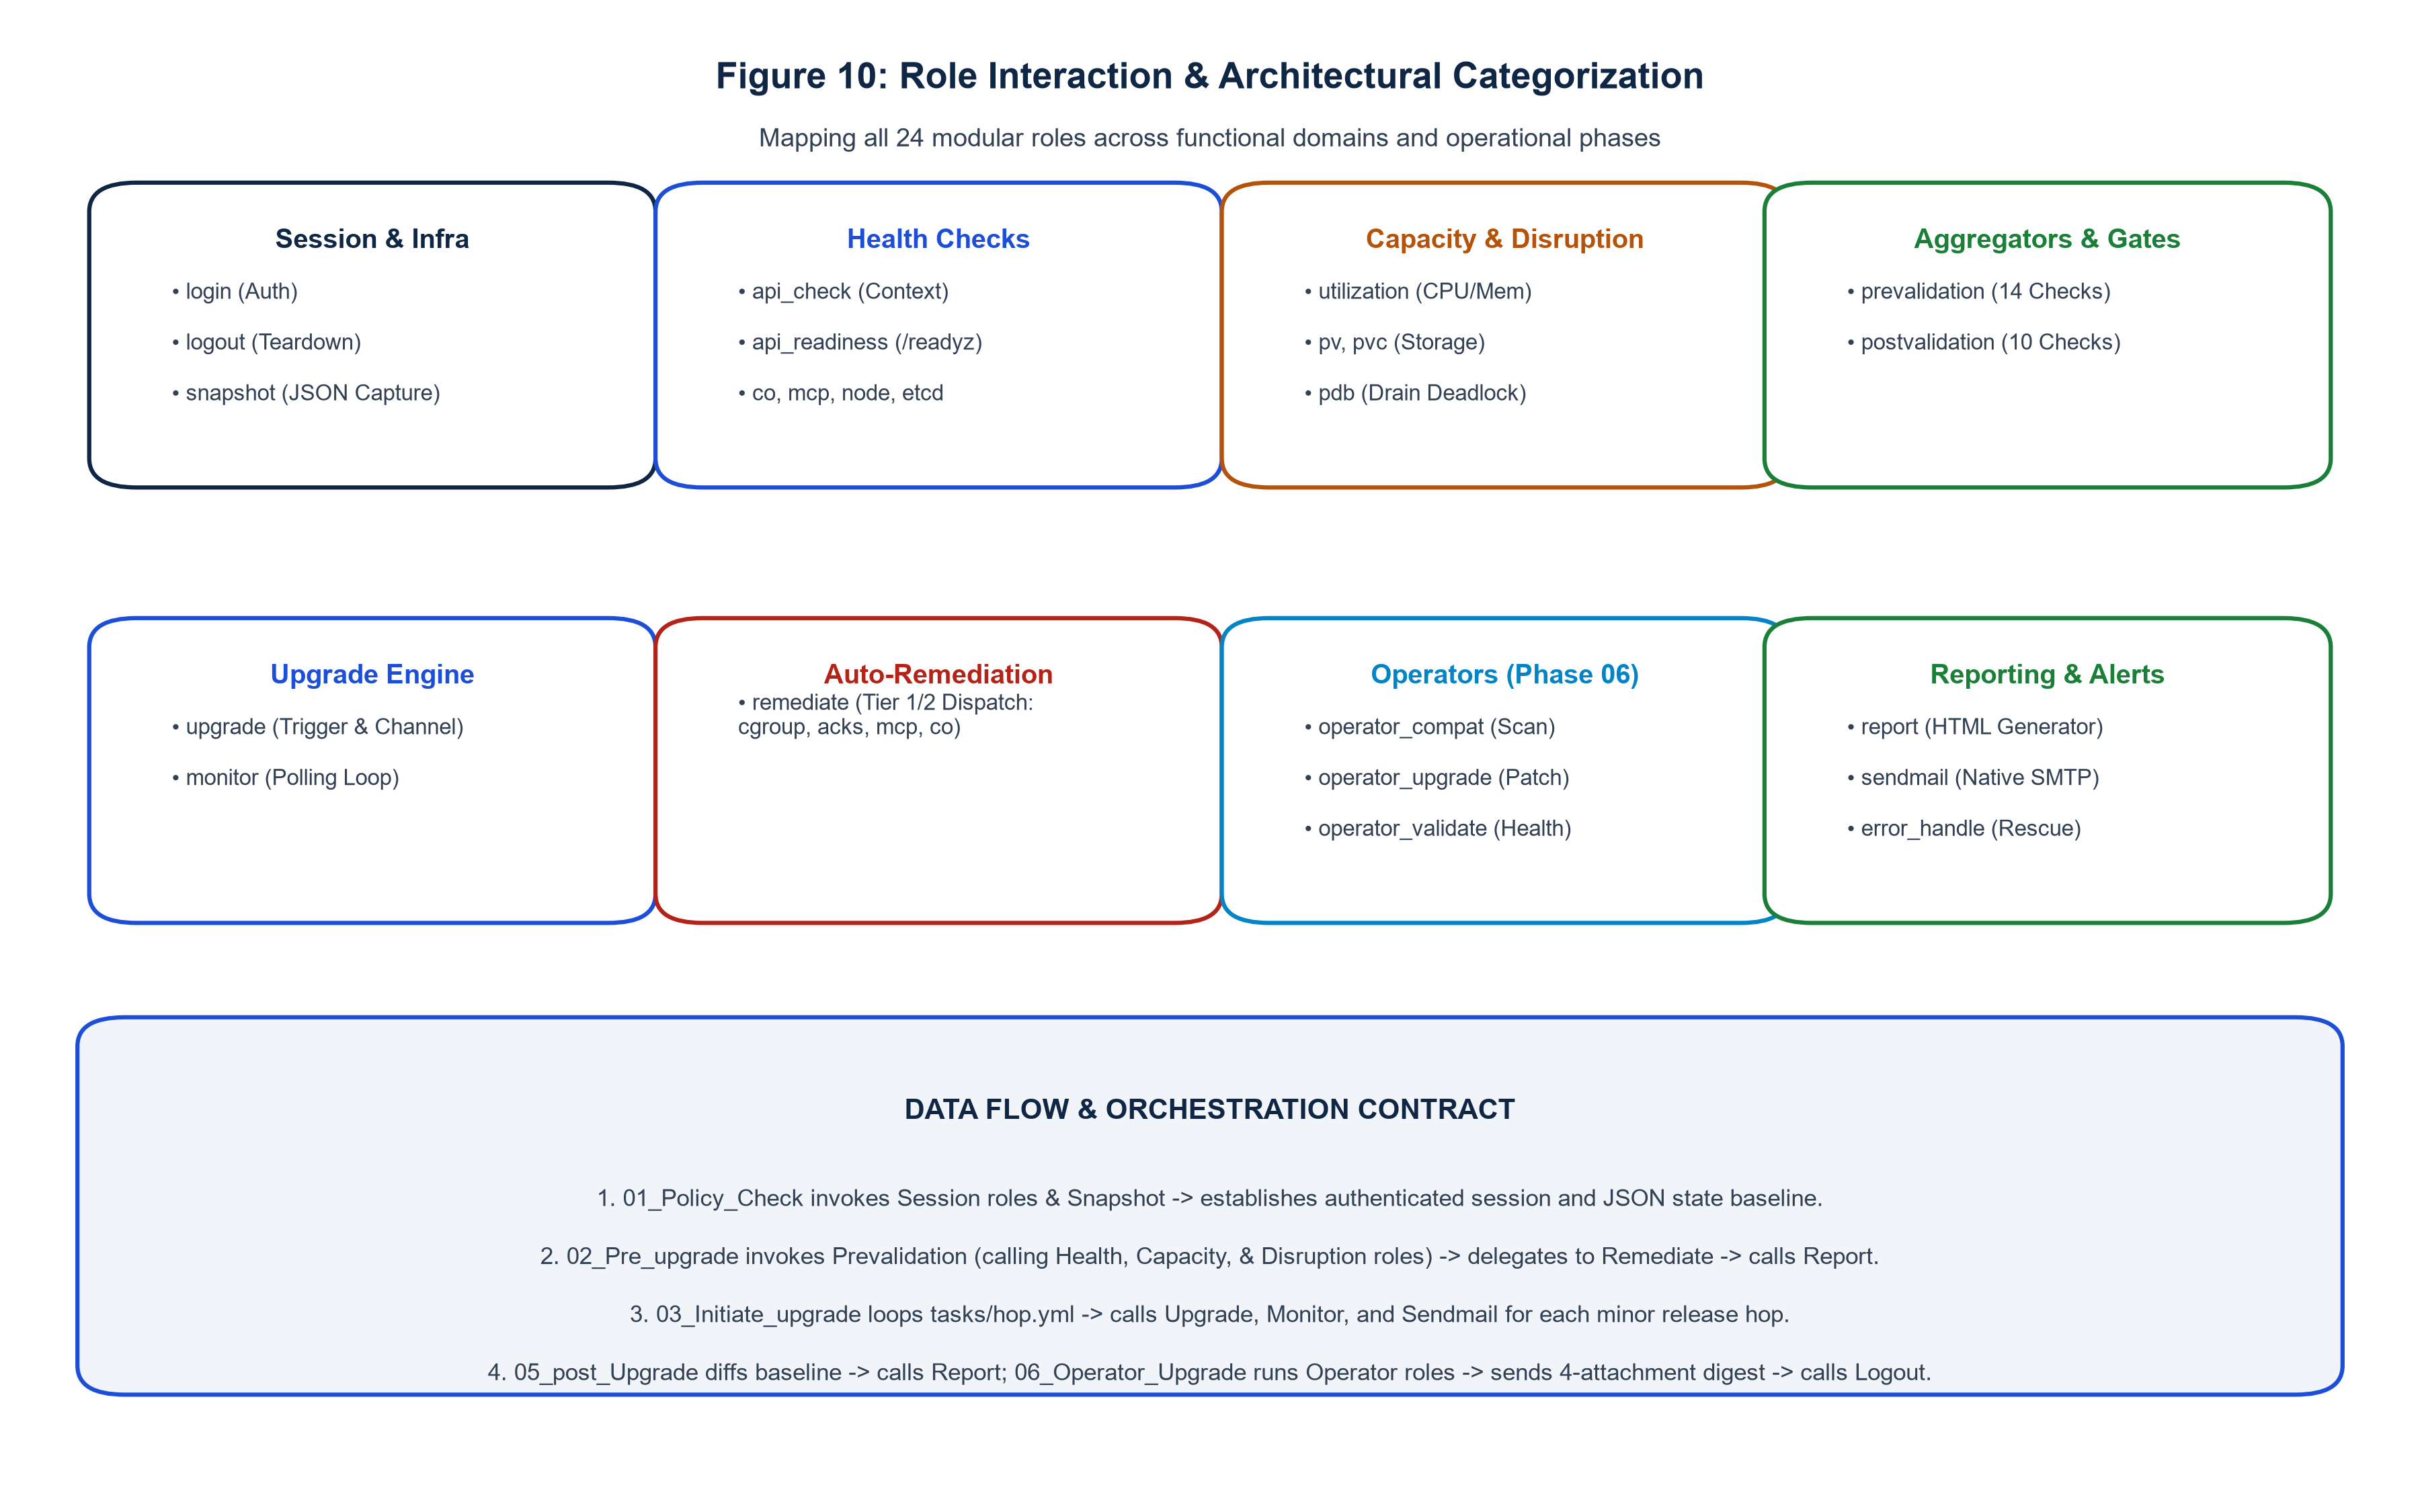 Figure 10: Role Interaction & Architectural Categorization
Mapping all 24 modular roles across functional domains and operational phases
Session & Infra
• login (Auth)
• logout (Teardown)
• snapshot (JSON Capture)
Health Checks
• api_check (Context)
• api_readiness (/readyz)
• co, mcp, node, etcd
Capacity & Disruption
• utilization (CPU/Mem)
• pv, pvc (Storage)
• pdb (Drain Deadlock)
Aggregators & Gates
• prevalidation (14 Checks)
• postvalidation (10 Checks)
Upgrade Engine
• upgrade (Trigger & Channel)
• monitor (Polling Loop)
Auto-Remediation
• remediate (Tier 1/2 Dispatch:
cgroup, acks, mcp, co)
Operators (Phase 06)
• operator_compat (Scan)
• operator_upgrade (Patch)
• operator_validate (Health)
Reporting & Alerts
• report (HTML Generator)
• sendmail (Native SMTP)
• error_handle (Rescue)
DATA FLOW & ORCHESTRATION CONTRACT
1. 01_Policy_Check invokes Session roles & Snapshot -> establishes authenticated session and JSON state baseline.
2. 02_Pre_upgrade invokes Prevalidation (calling Health, Capacity, & Disruption roles) -> delegates to Remediate -> calls Report.
3. 03_Initiate_upgrade loops tasks/hop.yml -> calls Upgrade, Monitor, and Sendmail for each minor release hop.
4. 05_post_Upgrade diffs baseline -> calls Report; 06_Operator_Upgrade runs Operator roles -> sends 4-attachment digest -> calls Logout.